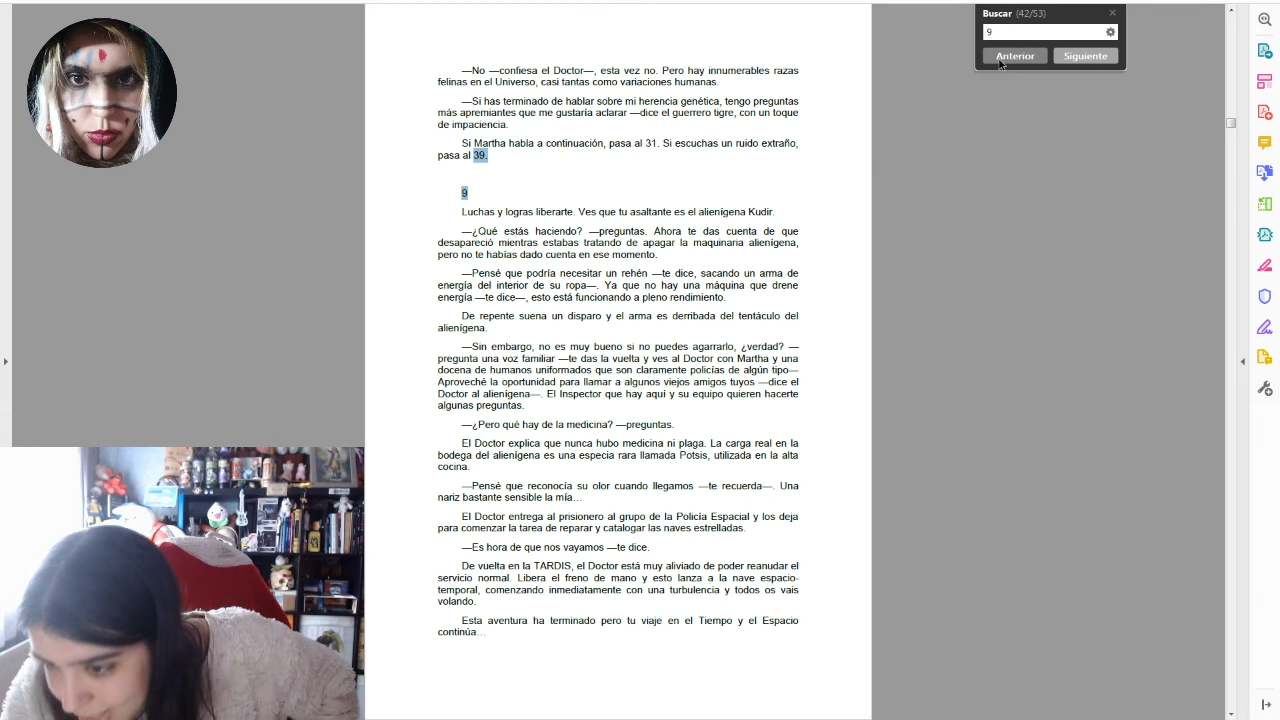 Buscar (42/53)
9
Anterior
Siguiente
—No —confiesa el Doctor—, esta vez no. Pero hay innumerables razas
felinas en el Universo, casi tantas como variaciones humanas.
—Si has terminado de hablar sobre mi herencia genética, tengo preguntas
más apremiantes que me gustaría aclarar —dice el guerrero tigre, con un toque
de impaciencia.
Si Martha habla a continuación, pasa al 31. Si escuchas un ruido extraño,
pasa al 39.
9
Luchas y logras liberarte. Ves que tu asaltante es el alienígena Kudir.
—¿Qué estás haciendo? —preguntas. Ahora te das cuenta de que
desapareció mientras estabas tratando de apagar la maquinaria alienígena,
pero no te habías dado cuenta en ese momento.
—Pensé que podría necesitar un rehén —te dice, sacando un arma de
energía del interior de su ropa—. Ya que no hay una máquina que drene
energía —te dice—, esto está funcionando a pleno rendimiento.
De repente suena un disparo y el arma es derribada del tentáculo del
alienígena.
—Sin embargo, no es muy bueno si no puedes agarrarlo, ¿verdad? —
pregunta una voz familiar —te das la vuelta y ves al Doctor con Martha y una
docena de humanos uniformados que son claramente policías de algún tipo—
Aproveché la oportunidad para llamar a algunos viejos amigos tuyos —dice el
Doctor al alienígena—. El Inspector que hay aquí y su equipo quieren hacerte
algunas preguntas.
—¿Pero qué hay de la medicina? —preguntas.
El Doctor explica que nunca hubo medicina ni plaga. La carga real en la
bodega del alienígena es una especia rara llamada Potsis, utilizada en la alta
cocina.
—Pensé que reconocía su olor cuando llegamos —te recuerda—. Una
nariz bastante sensible la mía…
El Doctor entrega al prisionero al grupo de la Policía Espacial y los deja
para comenzar la tarea de reparar y catalogar las naves estrelladas.
—Es hora de que nos vayamos —te dice.
De vuelta en la TARDIS, el Doctor está muy aliviado de poder reanudar el
servicio normal. Libera el freno de mano y esto lanza a la nave espacio-
temporal, comenzando inmediatamente con una turbulencia y todos os vais
volando.
Esta aventura ha terminado pero tu viaje en el Tiempo y el Espacio
continúa…